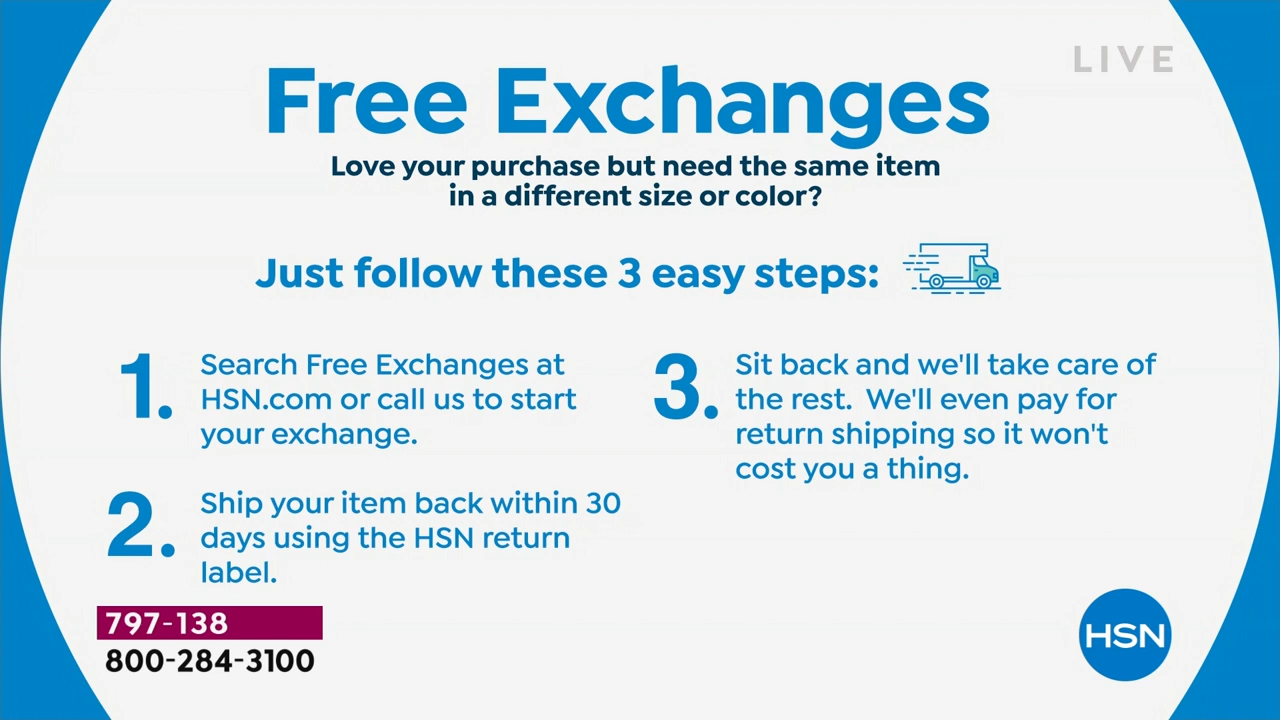 LIVE
Free Exchanges
Love your purchase but need the same item
in a different size or color?
Just follow these 3 easy steps:
1. Search Free Exchanges at
HSN.com or call us to start
your exchange.
2. Ship your item back within 30
days using the HSN return
label.
3. Sit back and we'll take care of
the rest.  We'll even pay for
return shipping so it won't
cost you a thing.
797-138
800-284-3100
HSN